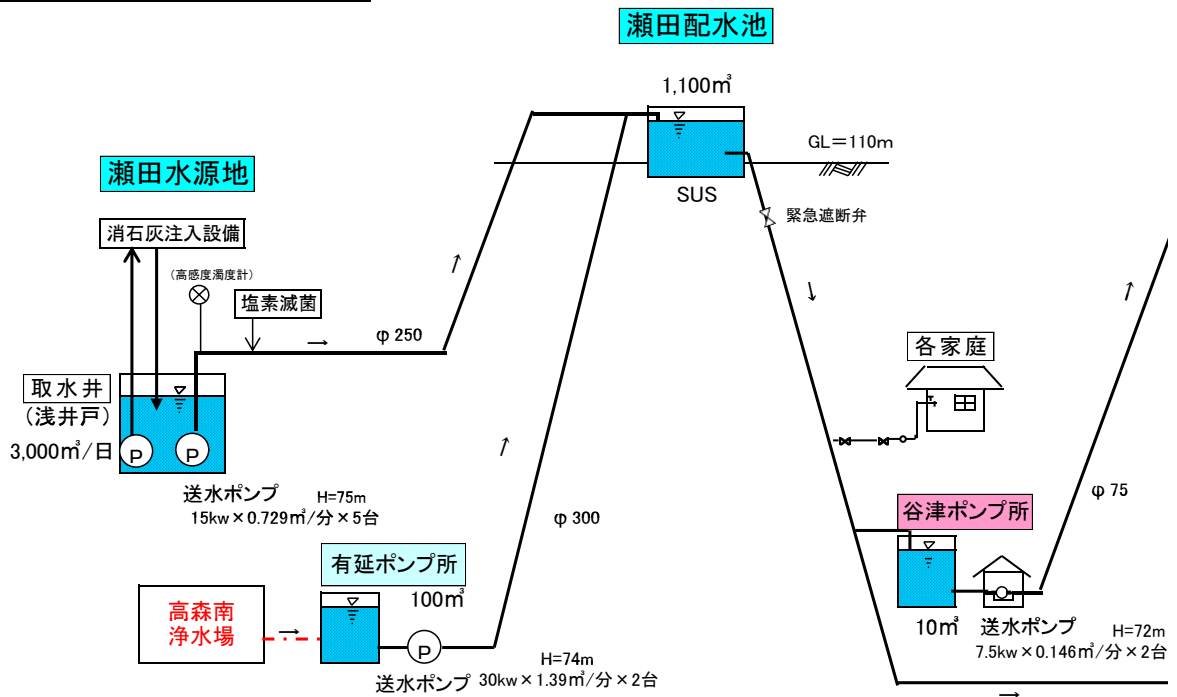 瀬田配水池
1,100㎥
GL=110m
SUS
緊急遮断弁
瀬田水源地
消石灰注入設備
(高感度濁度計)
塩素滅菌
→
φ 250
取水井
(浅井戸)
3,000㎥/日
P
P
送水ポンプ H=75m
15kw×0.729㎥/分×5台
↑
↑
φ 300
有延ポンプ所
100㎥
高森南
浄水場
→
P
H=74m
送水ポンプ 30kw×1.39㎥/分×2台
↓
各家庭
↑
φ 75
谷津ポンプ所
10㎥
送水ポンプ H=72m
7.5kw×0.146㎥/分×2台
→